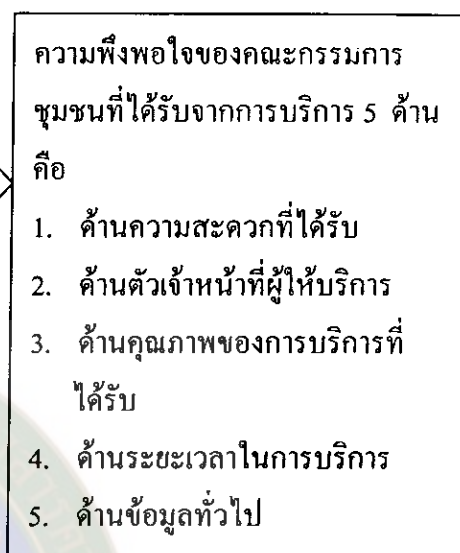 ความพึงพอใจของคณะกรรมการ
ชุมชนที่ได้รับจากการบริการ 5 ด้าน
คือ
1. ด้านความสะดวกที่ได้รับ
2. ด้านตัวเจ้าหน้าที่ผู้ให้บริการ
3. ด้านคุณภาพของการบริการที่
ได้รับ
4. ด้านระยะเวลาในการบริการ
5. ด้านข้อมูลทั่วไป